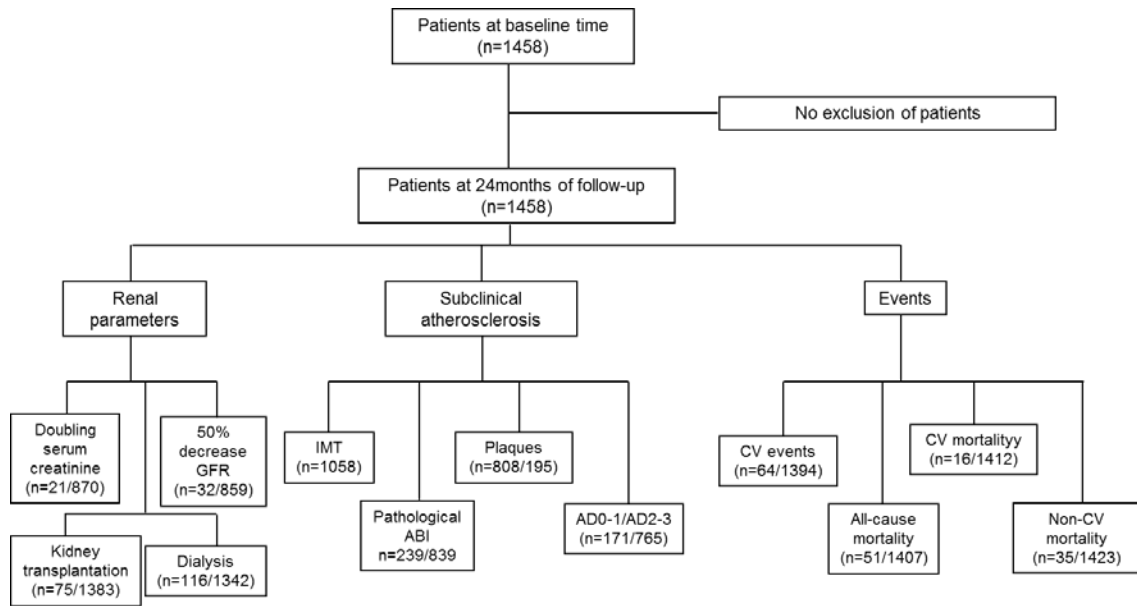 Patients at baseline time
(n=1458)
No exclusion of patients
Patients at 24months of follow-up
(n=1458)
Renal
parameters
Subclinical
atherosclerosis
Events
Doubling
serum
creatinine
(n=21/870)
50%
decrease
GFR
(n=32/859)
Kidney
transplantation
(n=75/1383)
Dialysis
(n=116/1342)
IMT
(n=1058)
Pathological
ABI
n=239/839
Plaques
(n=808/195)
AD0-1/AD2-3
(n=171/765)
CV events
(n=64/1394)
All-cause
mortality
(n=51/1407)
CV mortalityy
(n=16/1412)
Non-CV
mortality
(n=35/1423)